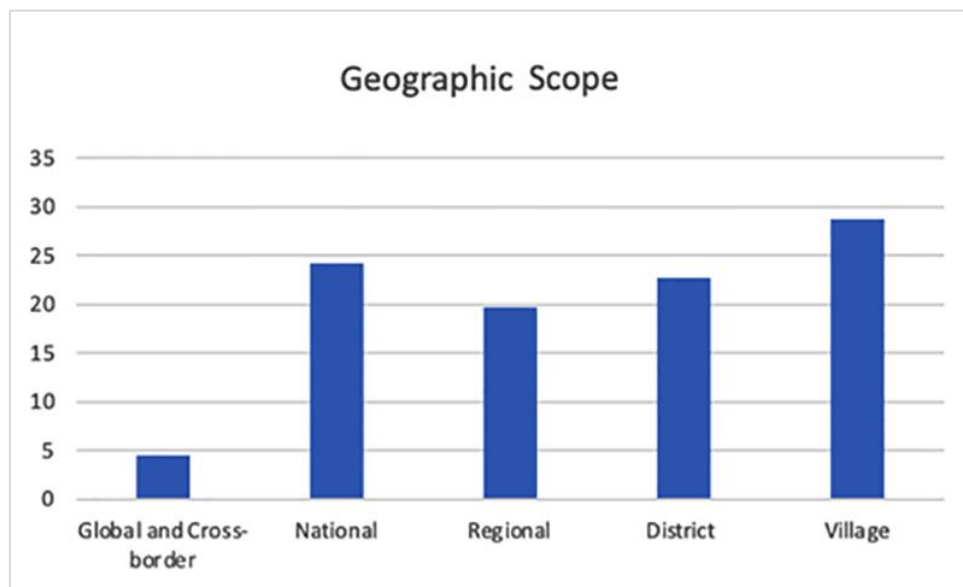 Geographic Scope
35
30
25
20
15
10
5
0
Global and Cross-
border
National
Regional
District
Village